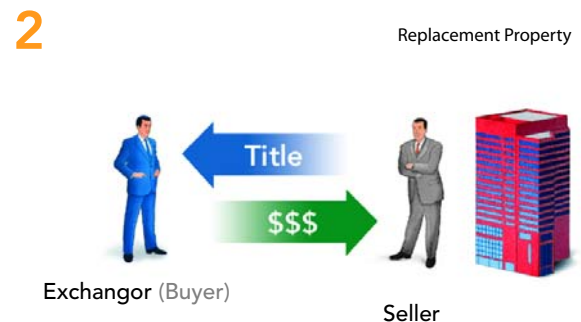 2
Replacement Property
Title
$$$
Exchangor (Buyer)
Seller